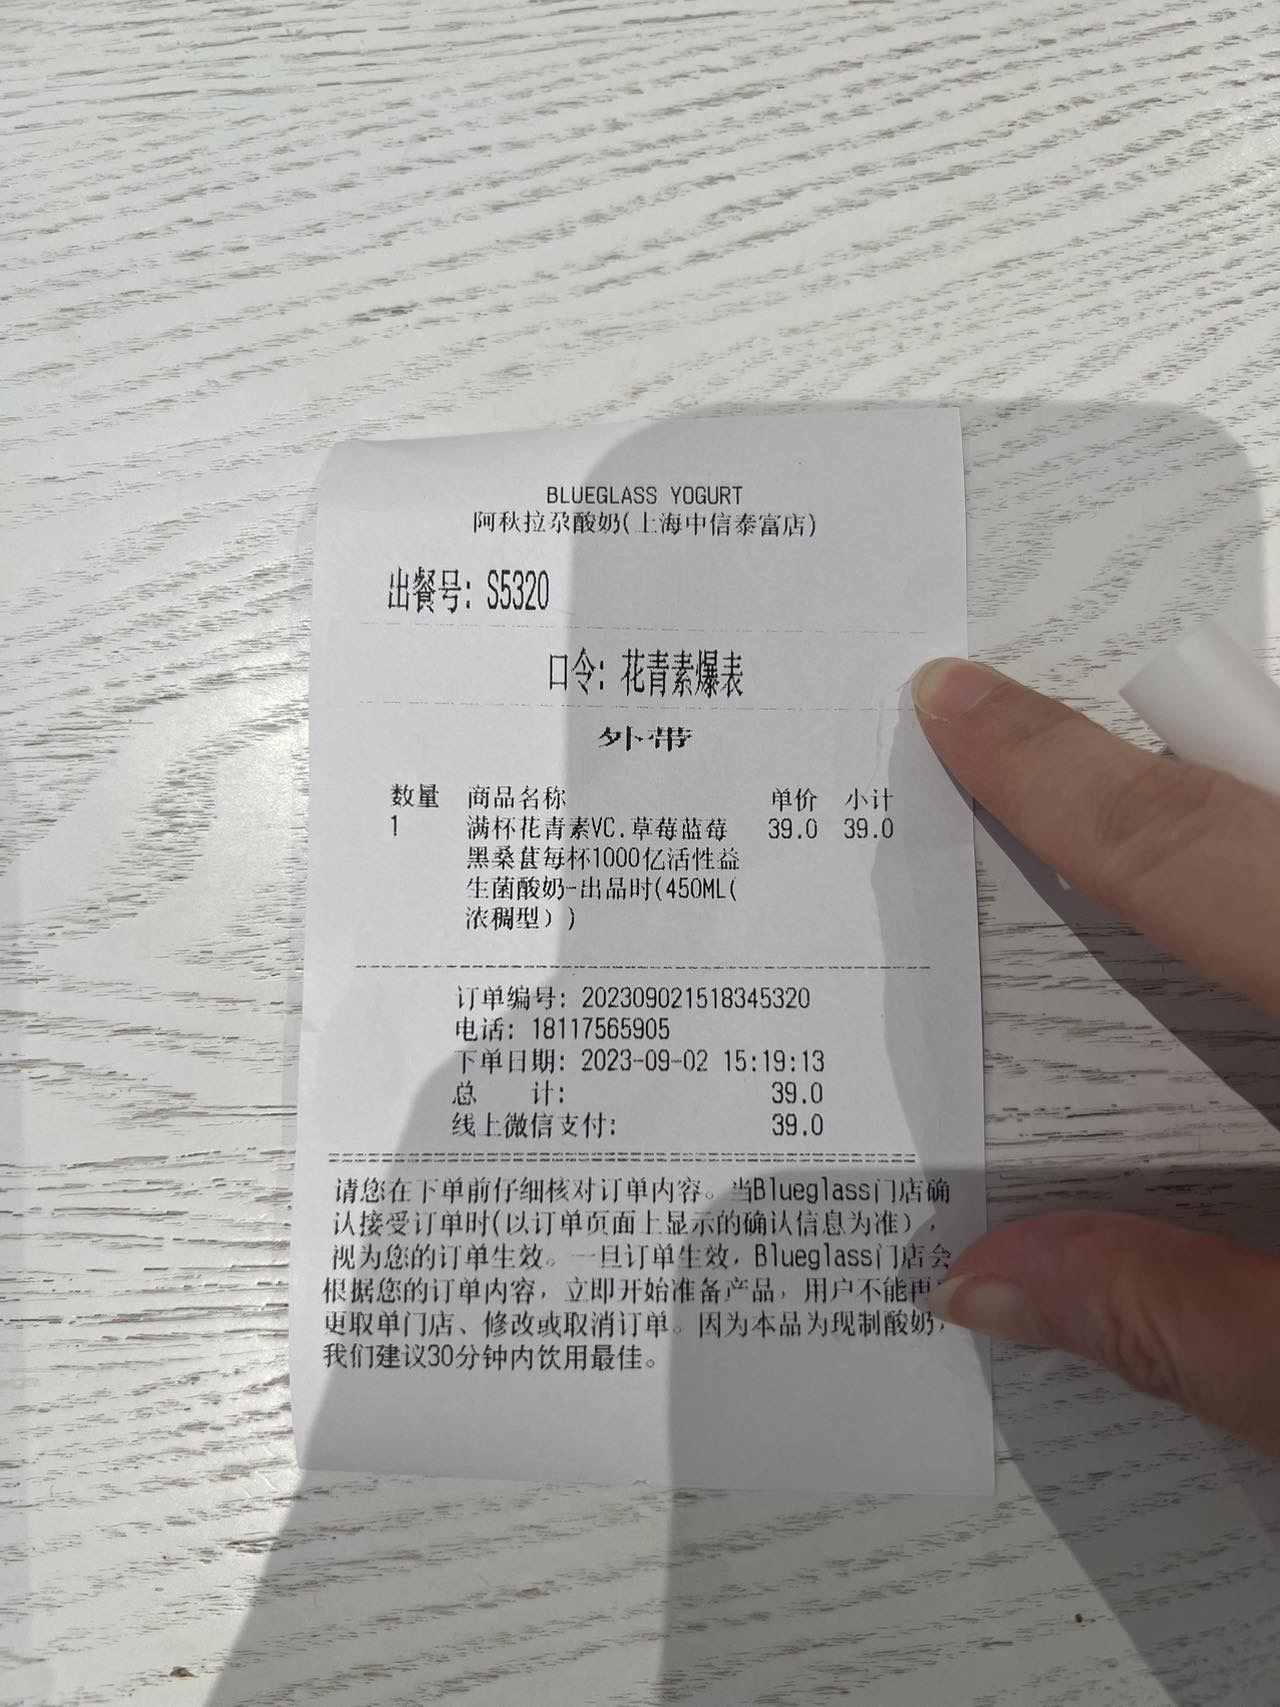 BLUEGLASS YOGURT
阿秋拉尕酸奶(上海中信泰富店)
出餐号: S5320
口令: 花青素爆表
外带
数量 商品名称 单价 小计
1 满杯花青素VC.草莓蓝莓 39.0 39.0
黑桑葚每杯1000亿活性益
生菌酸奶-出品时(450ML(
浓稠型))
订单编号: 202309021518345320
电话: 18117565905
下单日期: 2023-09-02 15:19:13
总 计: 39.0
线上微信支付: 39.0
请您在下单前仔细核对订单内容。当Blueglass门店确
认接受订单时(以订单页面上显示的确认信息为准),
视为您的订单生效。一旦订单生效,Blueglass门店会
根据您的订单内容,立即开始准备产品,用户不能再
更取单门店、修改或取消订单。因为本品为现制酸奶,
我们建议30分钟内饮用最佳。